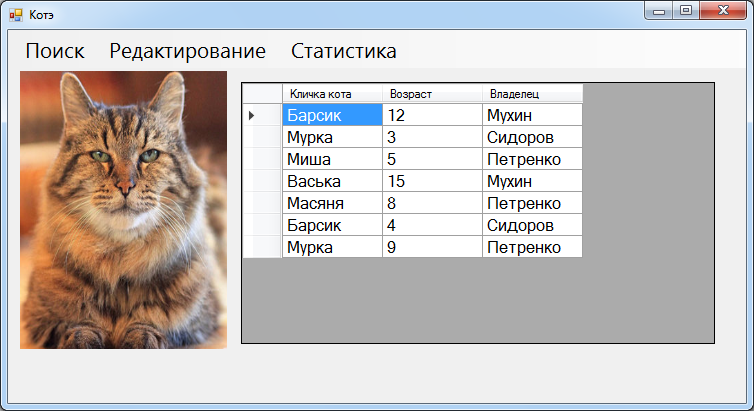 Котэ
Поиск Редактирование Статистика
Кличка кота Возраст Владелец
Барсик 12 Мухин
Мурка 3 Сидоров
Миша 5 Петренко
Васька 15 Мухин
Масяня 8 Петренко
Барсик 4 Сидоров
Мурка 9 Петренко